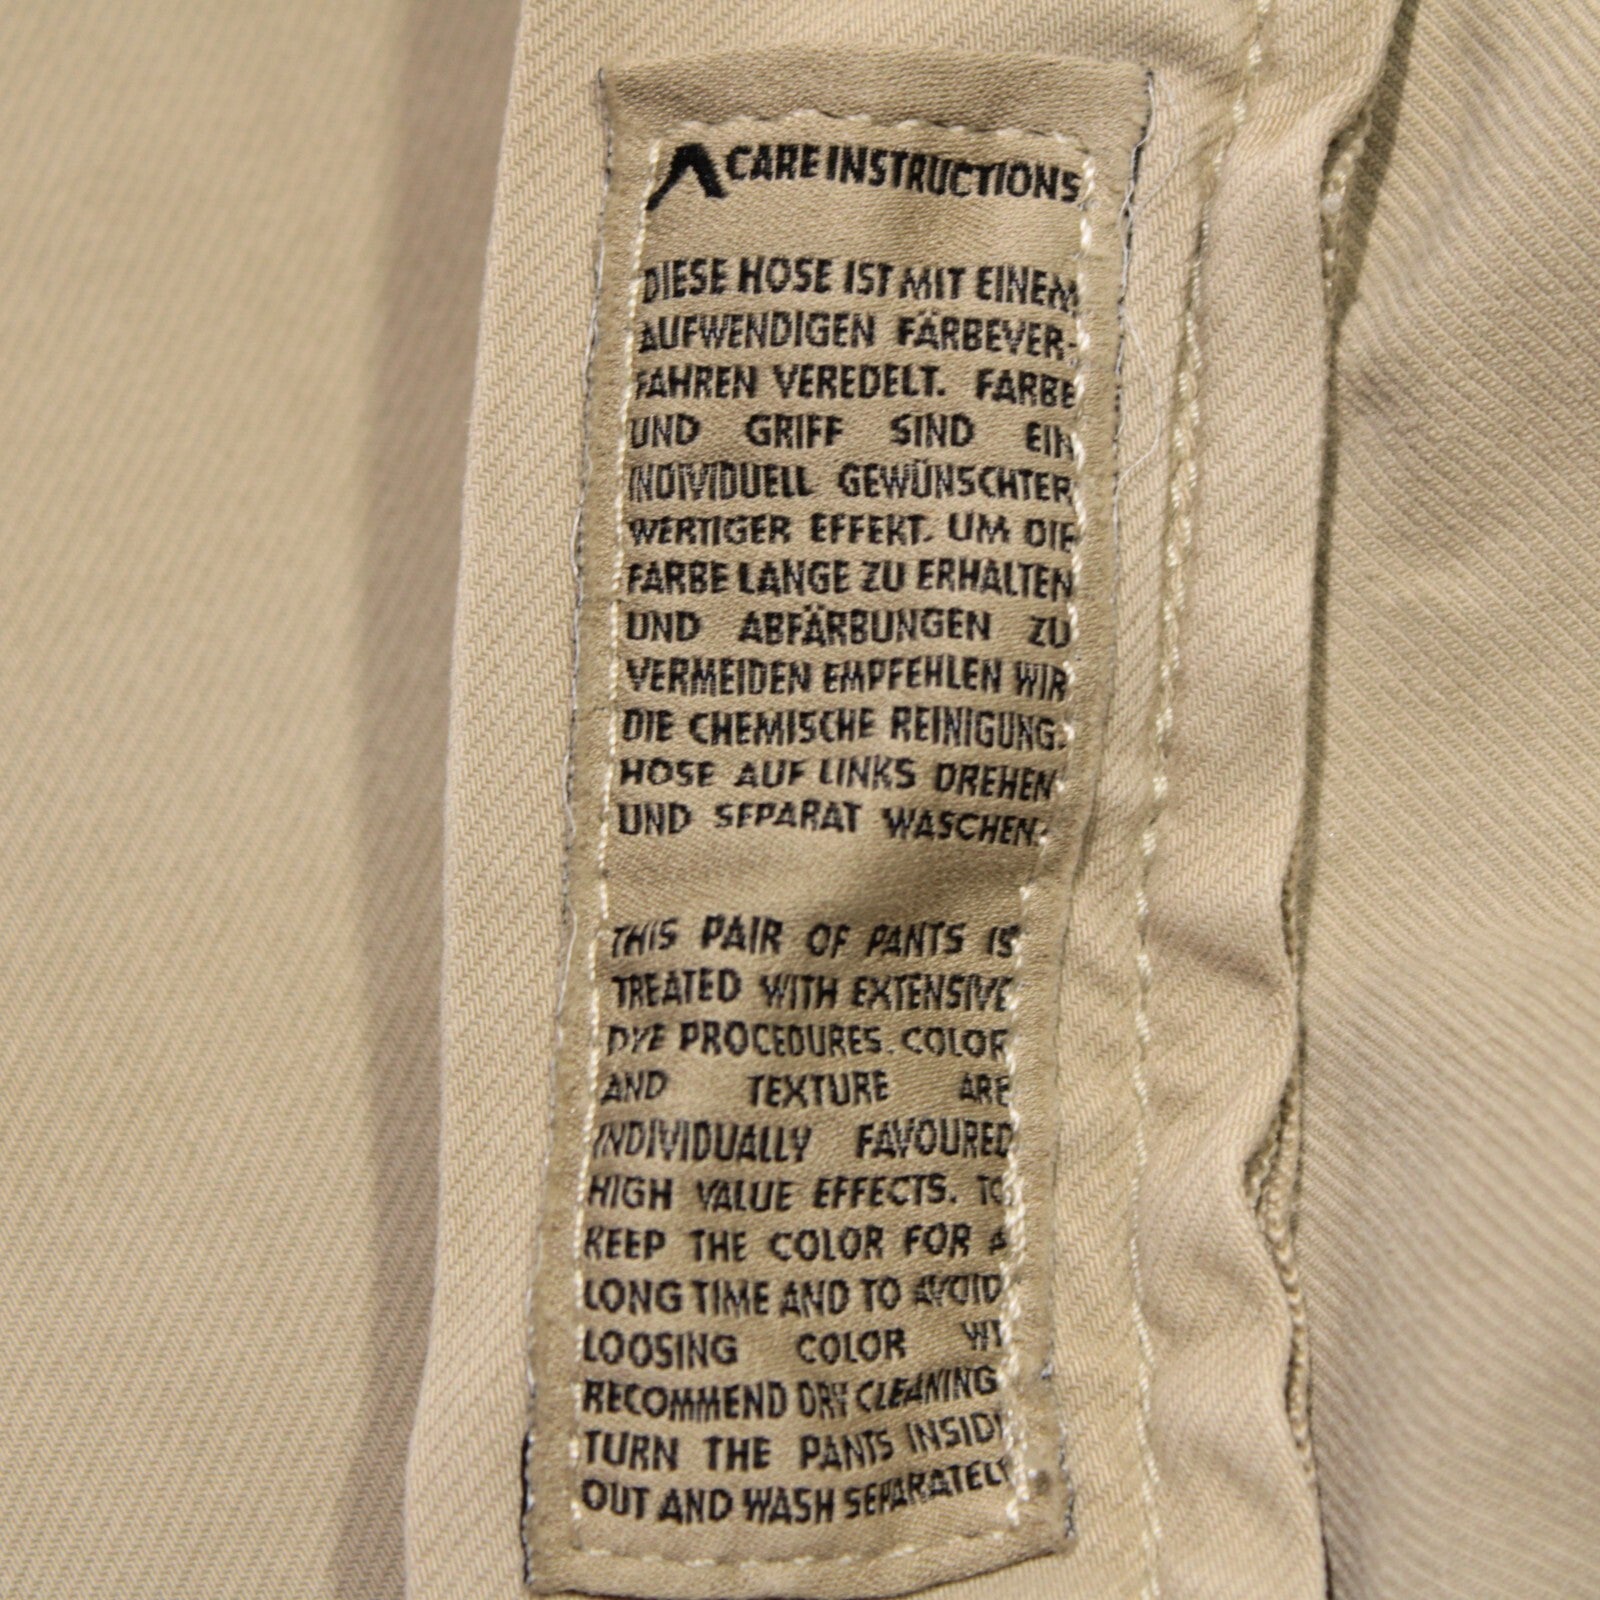 CARE INSTRUCTIONS
DIESE HOSE IST MIT EINEM
AUFWENDIGEN FÄRBEVER-
FAHREN VEREDELT. FARBE
UND GRIFF SIND EIN
INDIVIDUELL GEWÜNSCHTER
WERTIGER EFFEKT. UM DIE
FARBE LANGE ZU ERHALTEN
UND ABFÄRBUNGEN ZU
VERMEIDEN EMPFEHLEN WIR
DIE CHEMISCHE REINIGUNG.
HOSE AUF LINKS DREHEN
UND SEPARAT WASCHEN.
THIS PAIR OF PANTS IS
TREATED WITH EXTENSIVE
DYE PROCEDURES. COLOR
AND TEXTURE ARE
INDIVIDUALLY FAVOURED
HIGH VALUE EFFECTS. TO
KEEP THE COLOR FOR A
LONG TIME AND TO AVOID
LOOSING COLOR WE
RECOMMEND DRY CLEANING
TURN THE PANTS INSIDE
OUT AND WASH SEPARATELY